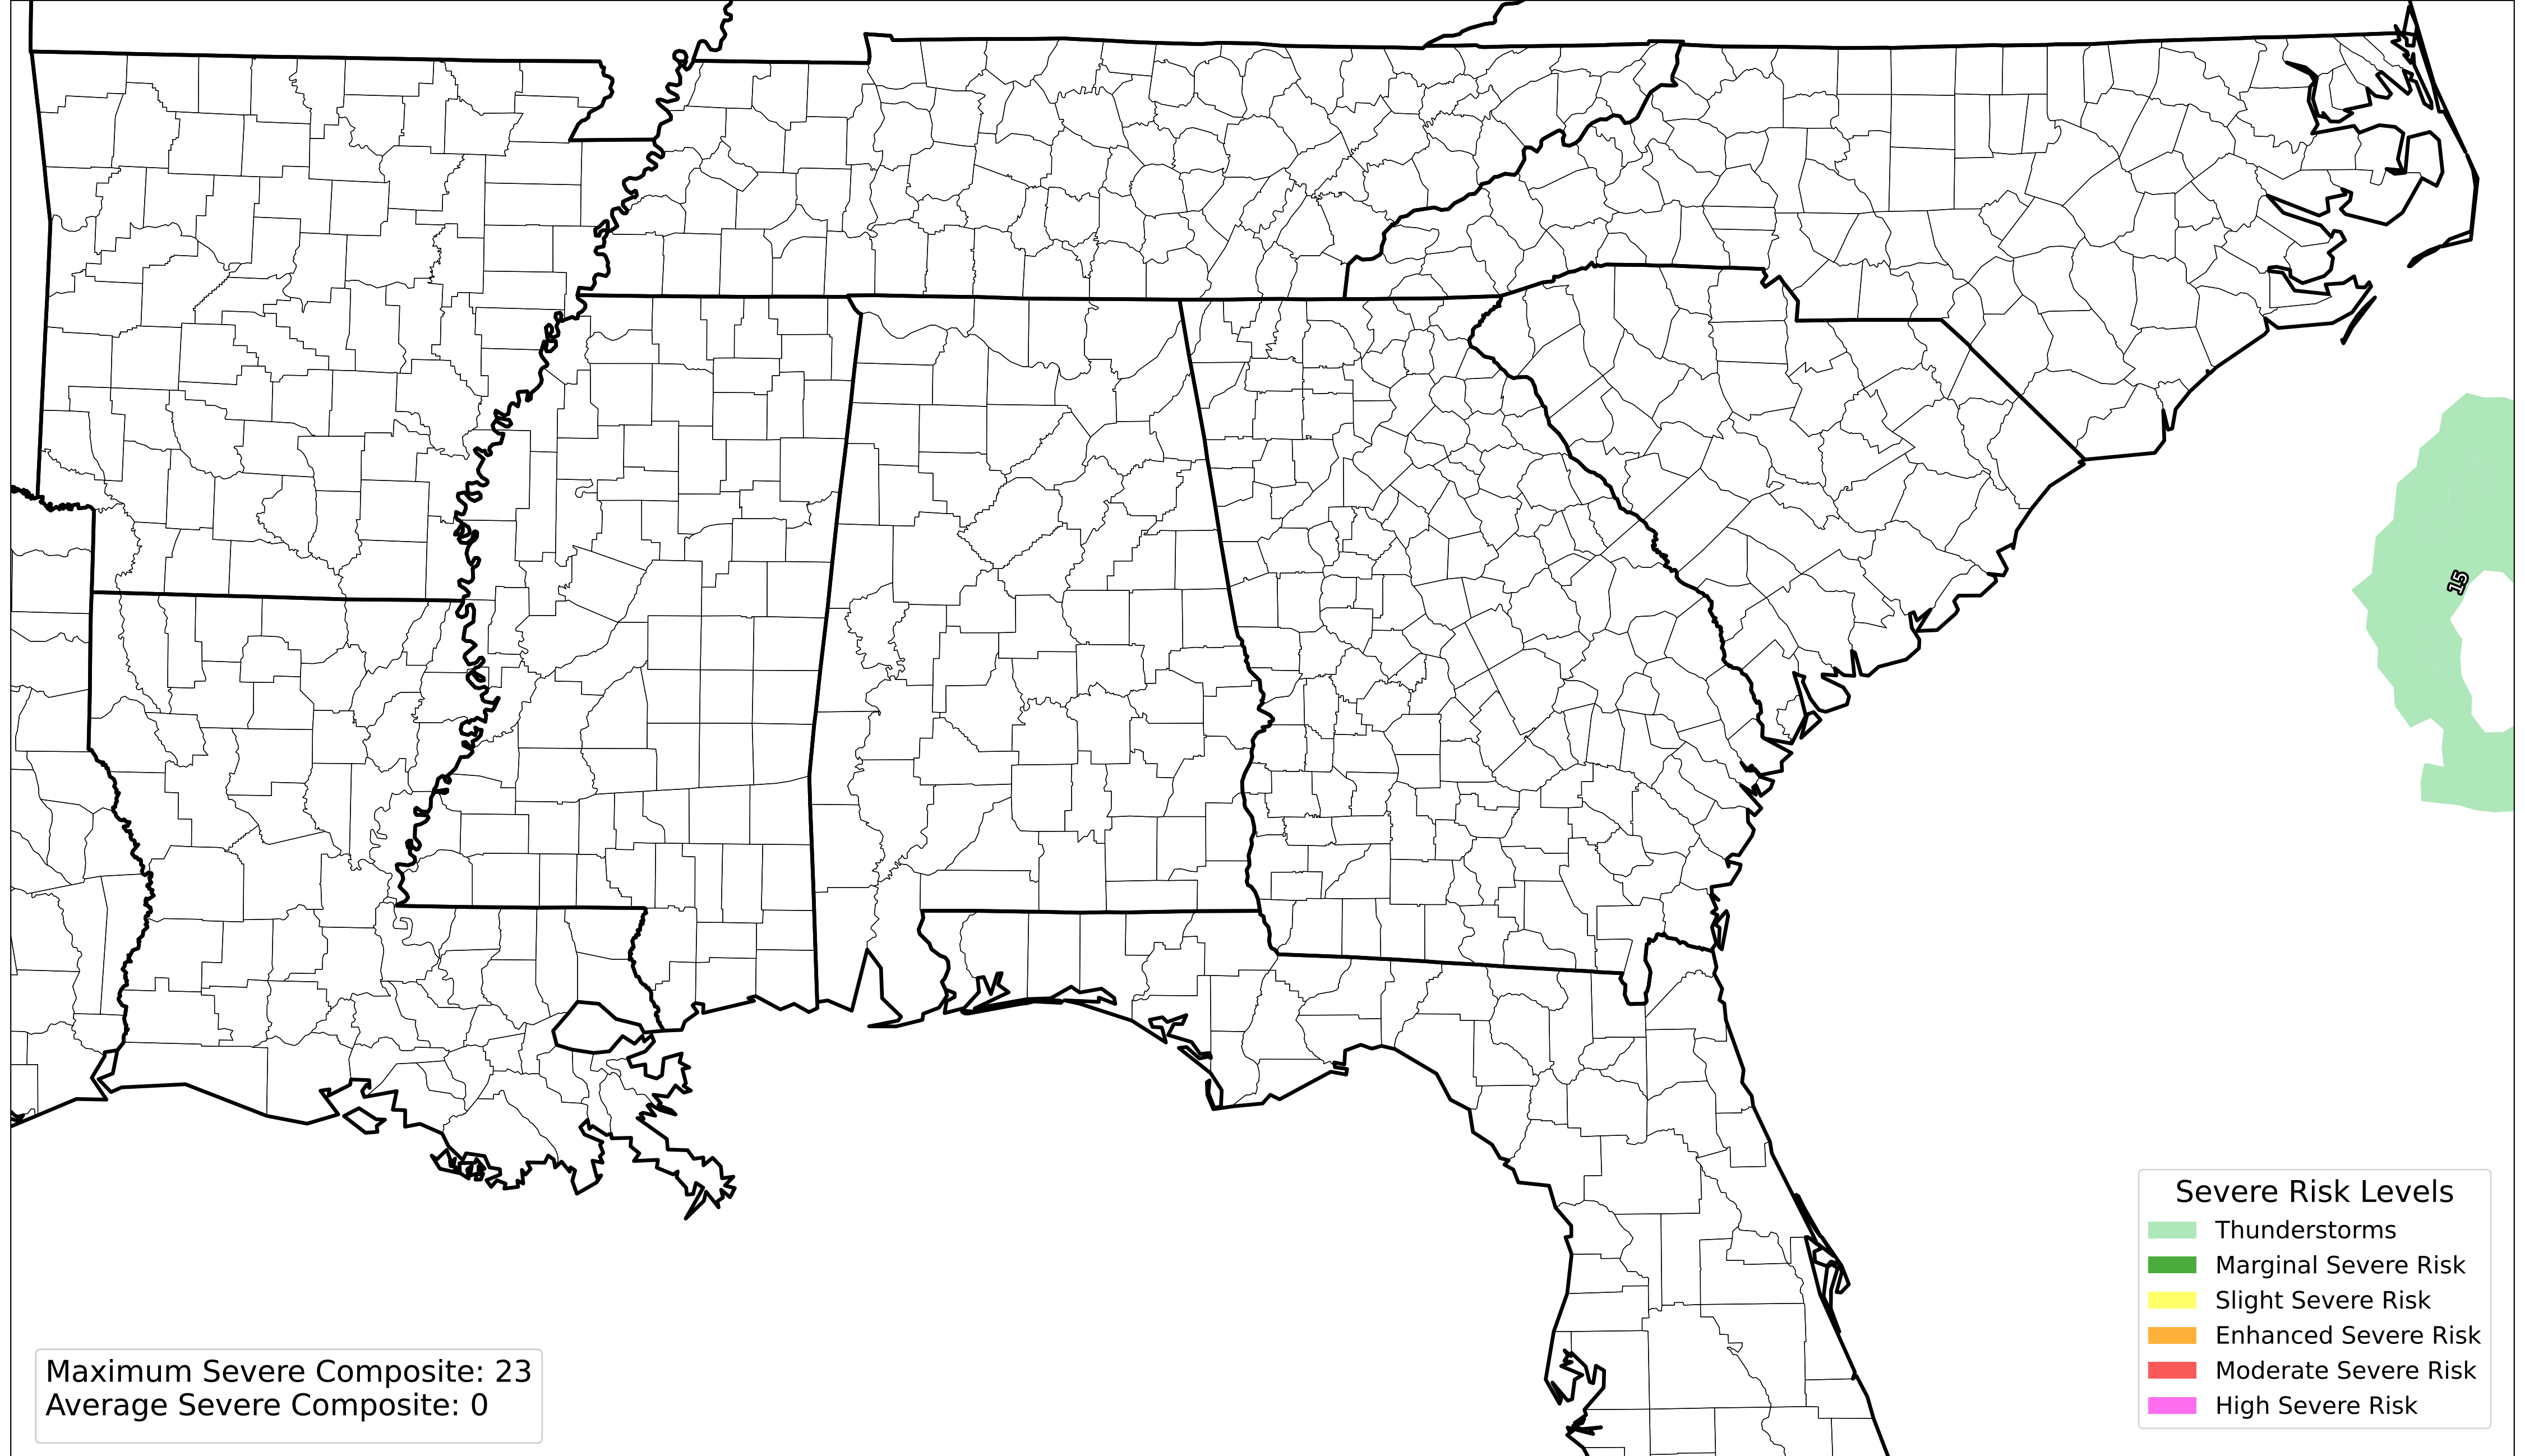 15
Severe Risk Levels
Thunderstorms
Marginal Severe Risk
Slight Severe Risk
Enhanced Severe Risk
Moderate Severe Risk
High Severe Risk
Maximum Severe Composite: 23
Average Severe Composite: 0